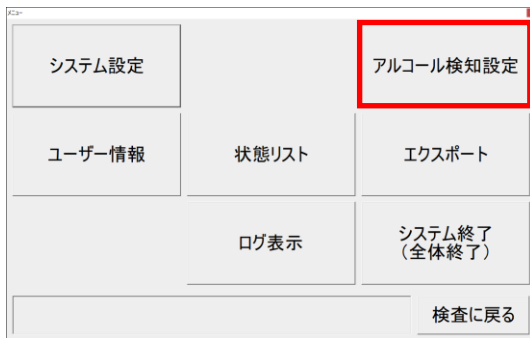 メニュー
システム設定
アルコール検知設定
ユーザー情報
状態リスト
エクスポート
ログ表示
システム終了
（全体終了）
検査に戻る